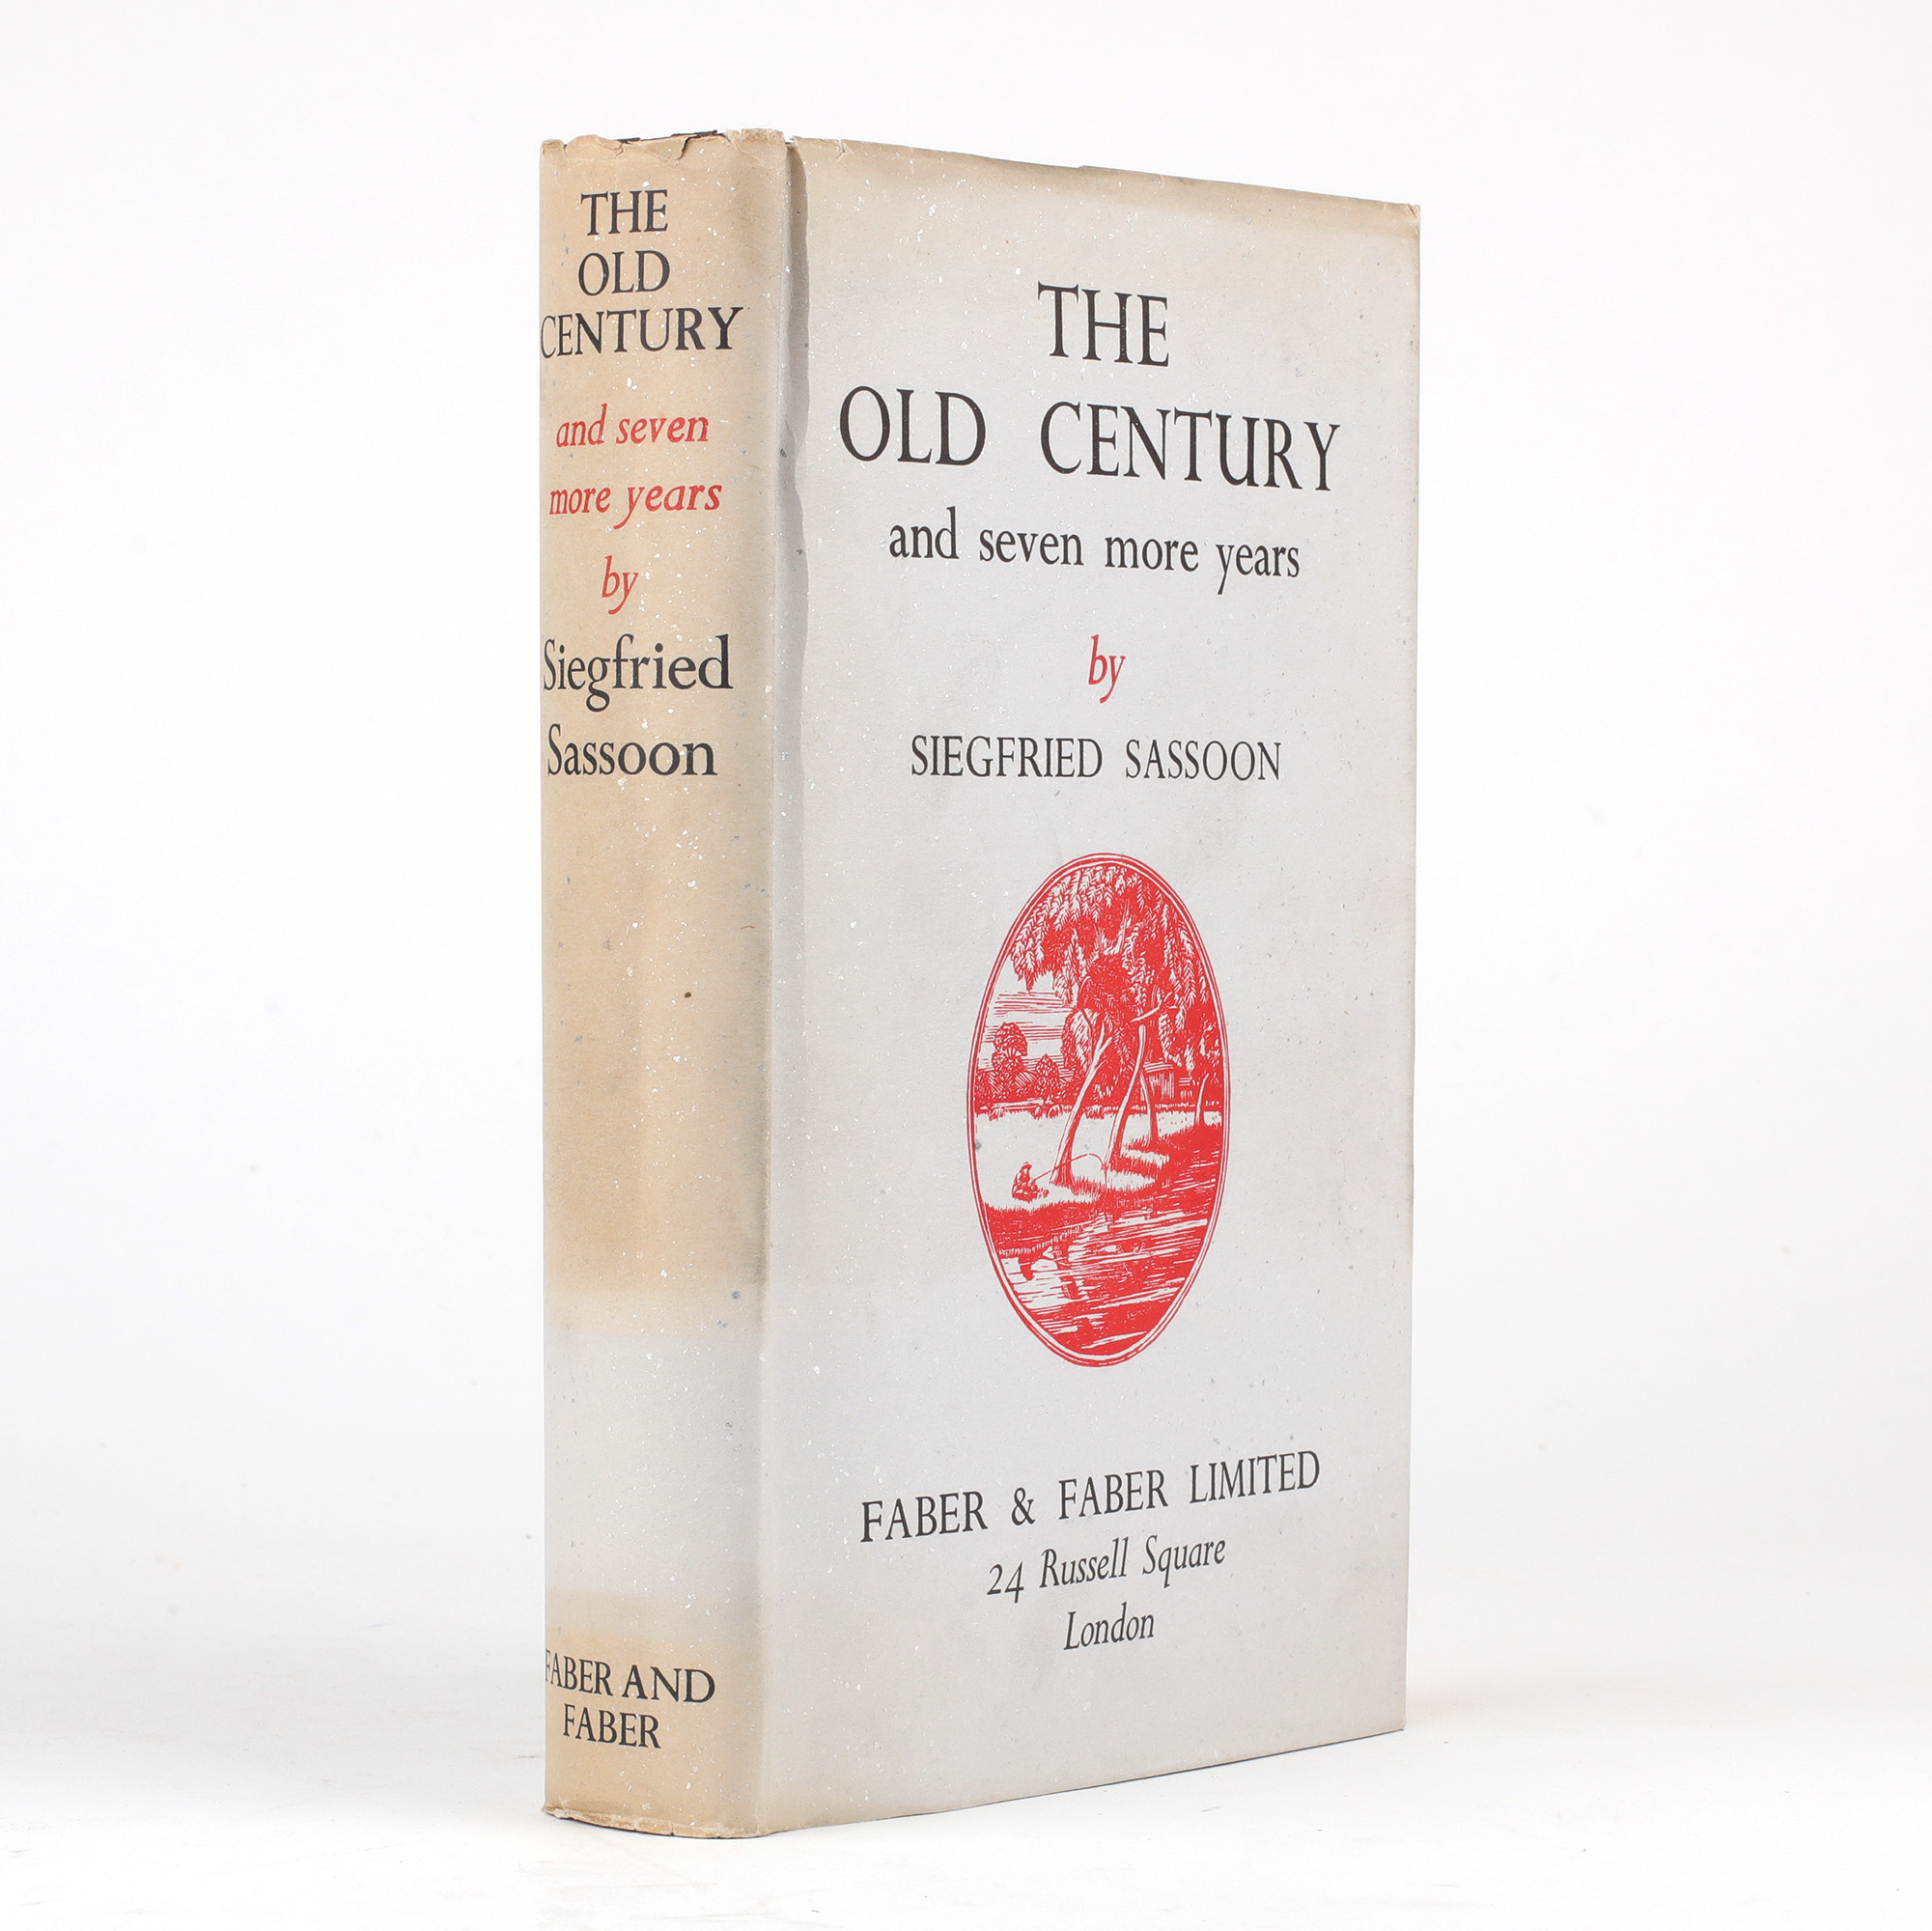 THE
OLD
CENTURY
and seven
more years
by
Siegfried
Sassoon
FABER AND
FABER
THE
OLD CENTURY
and seven more years
by
SIEGFRIED SASSOON
FABER & FABER LIMITED
24 Russell Square
London